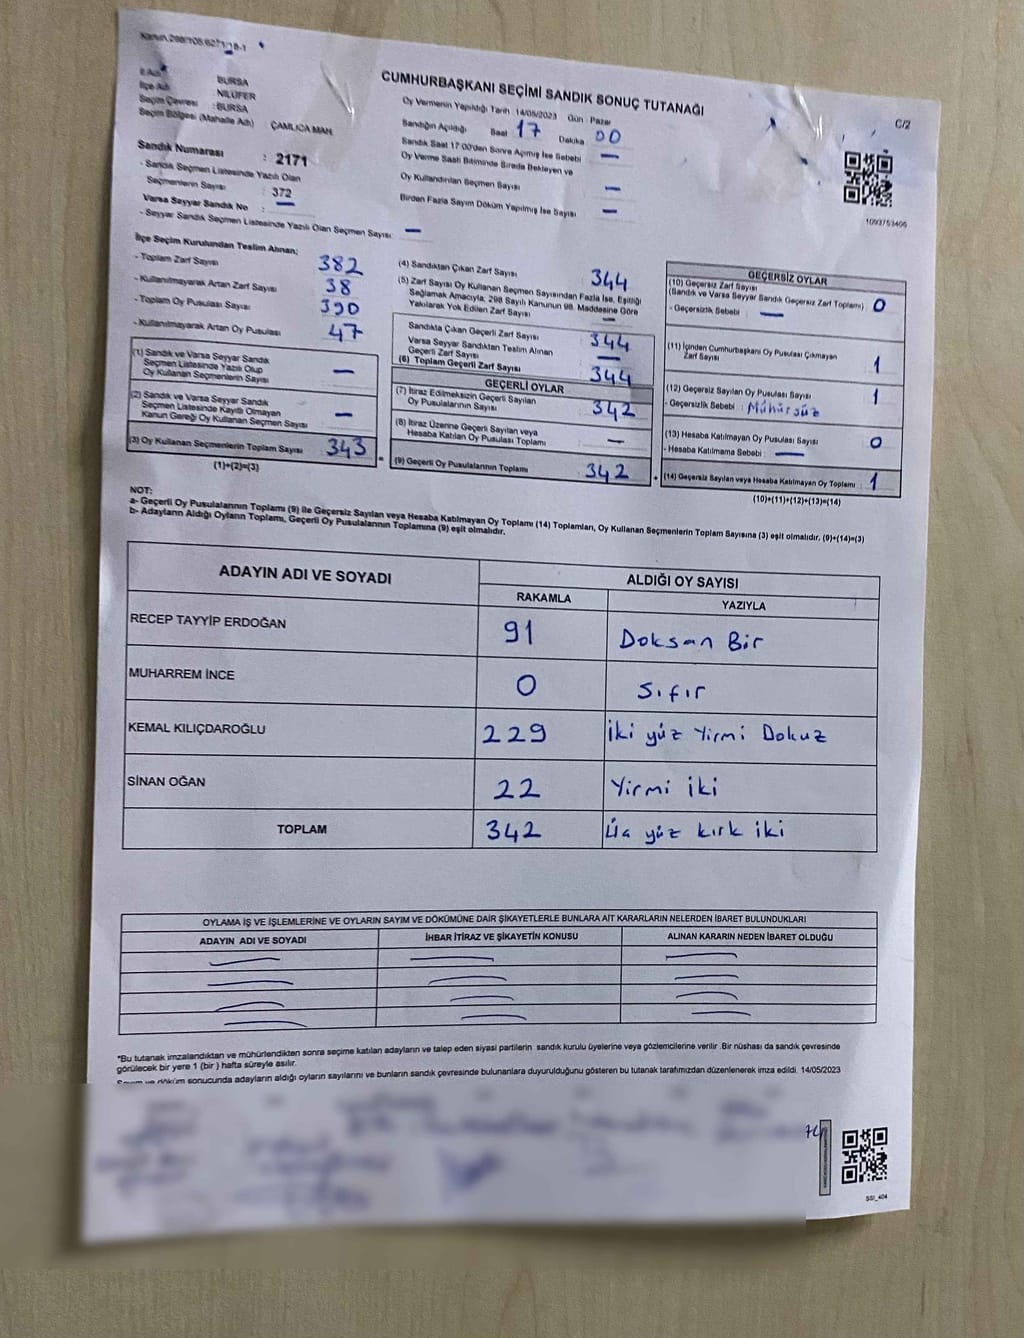 CUMHURBAŞKANI SEÇİMİ SANDIK SONUÇ TUTANAĞI
C/2
İl Adı : BURSA
İlçe Adı : NİLÜFER
Seçim Çevresi : BURSA
Seçim Bölgesi (Mahalle Adı) ÇAMLICA MAH.
Sandık Numarası : 2171
- Sandık Seçmen Listesinde Yazılı Olan
Seçmenlerin Sayısı : 372
Varsa Seyyar Sandık No : —
- Seyyar Sandık Seçmen Listesinde Yazılı Olan Seçmen Sayısı: —
Oy Vermenin Yapıldığı Tarih : 14/05/2023 Gün : Pazar
Sandığın Açıldığı Saat 17 Dakika 00
Sandık Saat 17:00'den Sonra Açılmış İse Sebebi —
Oy Verme Saati Bitiminde Sırada Bekleyen ve
Oy Kullandırılan Seçmen Sayısı —
Birden Fazla Sayım Döküm Yapılmış İse Sayısı —
1093753406
İlçe Seçim Kurulundan Teslim Alınan;
- Toplam Zarf Sayısı 382
- Kullanılmayarak Artan Zarf Sayısı 38
- Toplam Oy Pusulası Sayısı 390
- Kullanılmayarak Artan Oy Pusulası 47
(1) Sandık ve Varsa Seyyar Sandık
Seçmen Listesinde Yazılı Olup
Oy Kullanan Seçmenlerin Sayısı —
(2) Sandık ve Varsa Seyyar Sandık
Seçmen Listesinde Kayıtlı Olmayan
Kanun Gereği Oy Kullanan Seçmen Sayısı —
(3) Oy Kullanan Seçmenlerin Toplam Sayısı 343
(1)+(2)=(3)
(4) Sandıktan Çıkan Zarf Sayısı 344
(5) Zarf Sayısı Oy Kullanan Seçmen Sayısından Fazla İse, Eşitliği
Sağlamak Amacıyla; 298 Sayılı Kanunun 98. Maddesine Göre
Yakılarak Yok Edilen Zarf Sayısı —
Sandıkta Çıkan Geçerli Zarf Sayısı 344
Varsa Seyyar Sandıktan Teslim Alınan
Geçerli Zarf Sayısı —
(6) Toplam Geçerli Zarf Sayısı 344
GEÇERLİ OYLAR
(7) İtiraz Edilmeksizin Geçerli Sayılan
Oy Pusulalarının Sayısı 342
(8) İtiraz Üzerine Geçerli Sayılan veya
Hesaba Katılan Oy Pusulası Toplamı —
(9) Geçerli Oy Pusulalarının Toplamı 342
=
+
GEÇERSİZ OYLAR
(10) Geçersiz Zarf Sayısı
(Sandık ve Varsa Seyyar Sandık Geçersiz Zarf Toplamı) 0
- Geçersizlik Sebebi : —
(11) İçinden Cumhurbaşkanı Oy Pusulası Çıkmayan
Zarf Sayısı 1
(12) Geçersiz Sayılan Oy Pusulası Sayısı 1
- Geçersizlik Sebebi : Mühürsüz
(13) Hesaba Katılmayan Oy Pusulası Sayısı 0
- Hesaba Katılmama Sebebi : —
(14) Geçersiz Sayılan veya Hesaba Katılmayan Oy Toplamı 1
(10)+(11)+(12)+(13)=(14)
NOT:
a- Geçerli Oy Pusulalarının Toplamı (9) ile Geçersiz Sayılan veya Hesaba Katılmayan Oy Toplamı (14) Toplamları, Oy Kullanan Seçmenlerin Toplam Sayısına (3) eşit olmalıdır, (9)+(14)=(3)
b- Adayların Aldığı Oyların Toplamı, Geçerli Oy Pusulalarının Toplamına (9) eşit olmalıdır.
ADAYIN ADI VE SOYADI ALDIĞI OY SAYISI
RAKAMLA YAZIYLA
RECEP TAYYİP ERDOĞAN 91 Doksan Bir
MUHARREM İNCE 0 Sıfır
KEMAL KILIÇDAROĞLU 229 İki yüz Yirmi Dokuz
SİNAN OĞAN 22 Yirmi iki
TOPLAM 342 Üç yüz kırk iki
OYLAMA İŞ VE İŞLEMLERİNE VE OYLARIN SAYIM VE DÖKÜMÜNE DAİR ŞİKAYETLERLE BUNLARA AİT KARARLARIN NELERDEN İBARET BULUNDUKLARI
ADAYIN ADI VE SOYADI İHBAR İTİRAZ VE ŞİKAYETİN KONUSU ALINAN KARARIN NEDEN İBARET OLDUĞU
*Bu tutanak imzalandıktan ve mühürlendikten sonra seçime katılan adayların ve talep eden siyasi partilerin sandık kurulu üyelerine veya gözlemcilerine verilir .Bir nüshası da sandık çevresinde
görülecek bir yere 1 (bir ) hafta süreyle asılır.
Sayım ve döküm sonucunda adayların aldığı oyların sayılarını ve bunların sandık çevresinde bulunanlara duyurulduğunu gösteren bu tutanak tarafımızdan düzenlenerek imza edildi. 14/05/2023
SSI_404